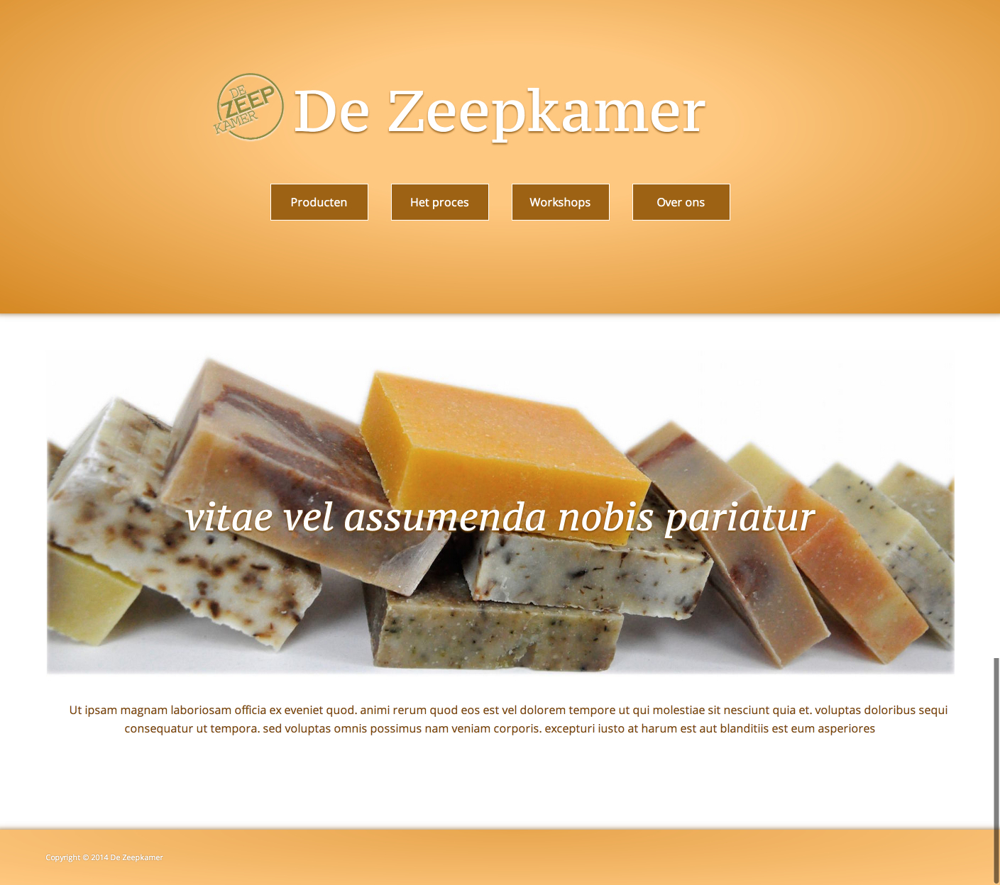 DE
ZEEP
KAMER
De Zeepkamer
Producten
Het proces
Workshops
Over ons
vitae vel assumenda nobis pariatur
Ut ipsam magnam laboriosam officia ex eveniet quod. animi rerum quod eos est vel dolorem tempore ut qui molestiae sit nesciunt quia et. voluptas doloribus sequi
consequatur ut tempora. sed voluptas omnis possimus nam veniam corporis. excepturi iusto at harum est aut blanditiis est eum asperiores
Copyright © 2014 De Zeepkamer